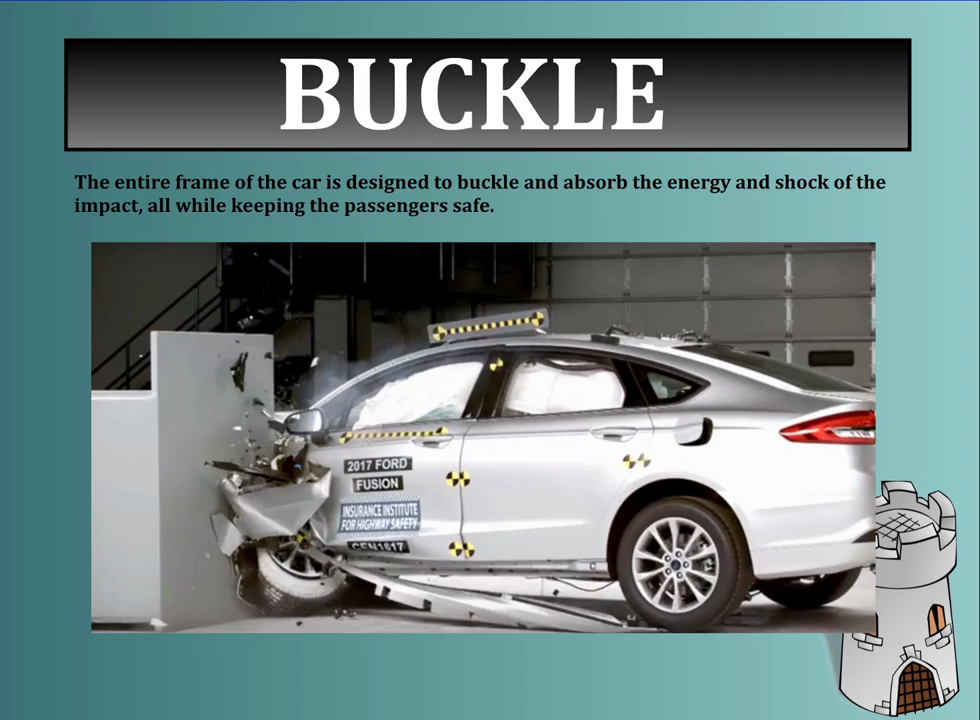 BUCKLE
The entire frame of the car is designed to buckle and absorb the energy and shock of the
impact, all while keeping the passengers safe.
2017 FORD
FUSION
INSURANCE INSTITUTE
FOR HIGHWAY SAFETY
CEN1617